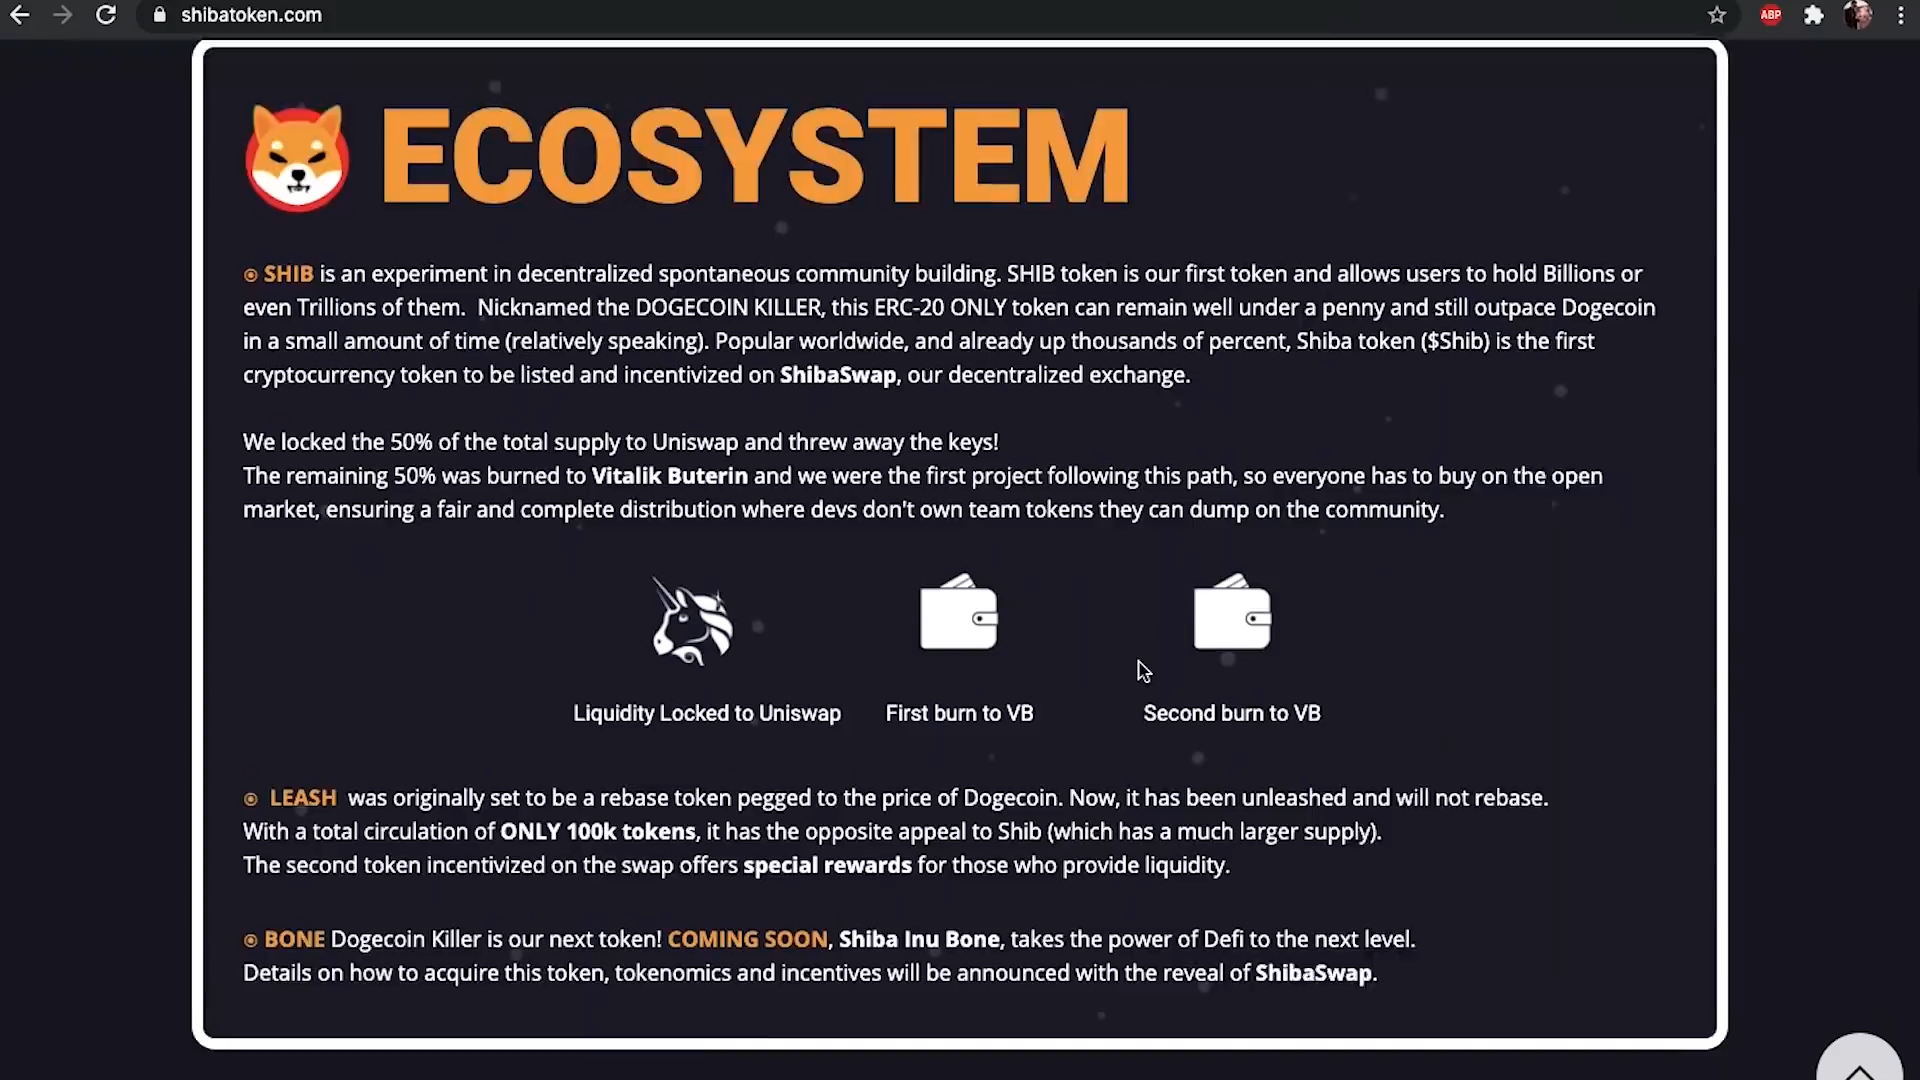 shibatoken.com
ABP
ECOSYSTEM
SHIB is an experiment in decentralized spontaneous community building. SHIB token is our first token and allows users to hold Billions or
even Trillions of them. Nicknamed the DOGECOIN KILLER, this ERC-20 ONLY token can remain well under a penny and still outpace Dogecoin
in a small amount of time (relatively speaking). Popular worldwide, and already up thousands of percent, Shiba token ($Shib) is the first
cryptocurrency token to be listed and incentivized on ShibaSwap, our decentralized exchange.
We locked the 50% of the total supply to Uniswap and threw away the keys!
The remaining 50% was burned to Vitalik Buterin and we were the first project following this path, so everyone has to buy on the open
market, ensuring a fair and complete distribution where devs don't own team tokens they can dump on the community.
Liquidity Locked to Uniswap First burn to VB Second burn to VB
LEASH was originally set to be a rebase token pegged to the price of Dogecoin. Now, it has been unleashed and will not rebase.
With a total circulation of ONLY 100k tokens, it has the opposite appeal to Shib (which has a much larger supply).
The second token incentivized on the swap offers special rewards for those who provide liquidity.
BONE Dogecoin Killer is our next token! COMING SOON, Shiba Inu Bone, takes the power of Defi to the next level.
Details on how to acquire this token, tokenomics and incentives will be announced with the reveal of ShibaSwap.